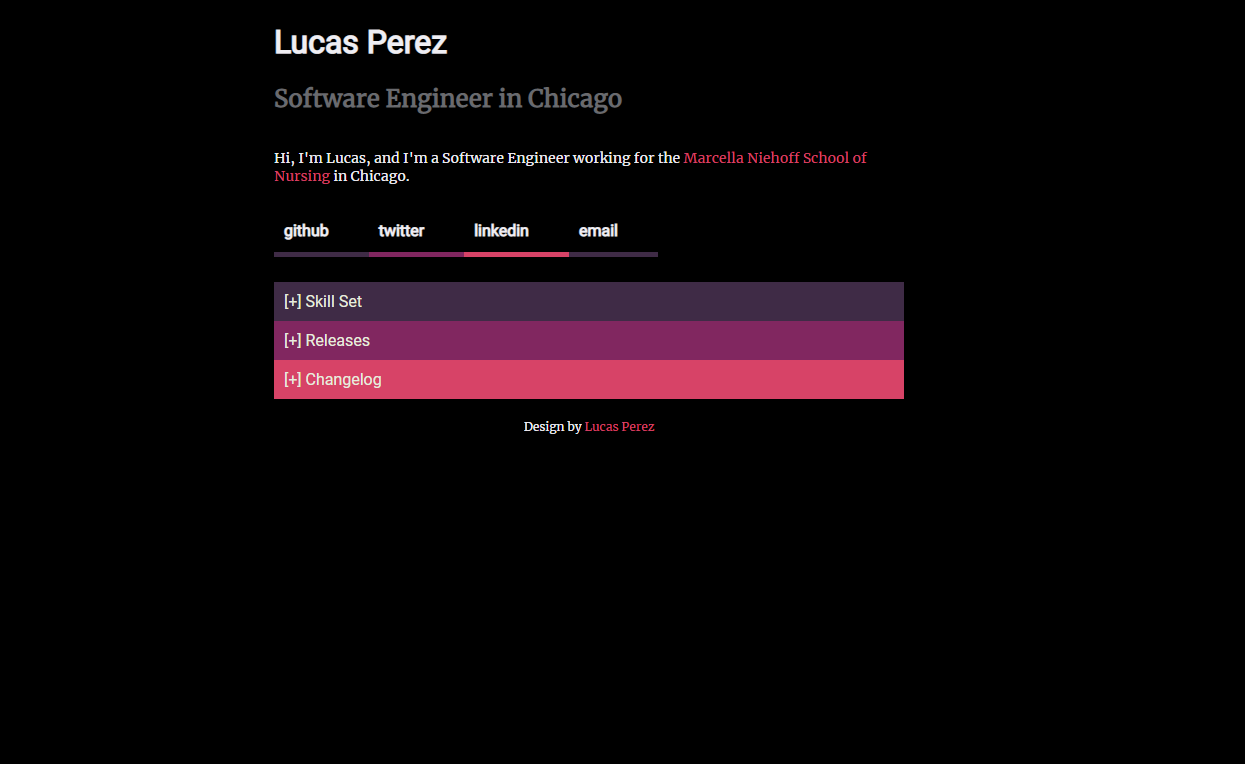 Lucas Perez
Software Engineer in Chicago
Hi, I'm Lucas, and I'm a Software Engineer working for the Marcella Niehoff School of
Nursing in Chicago.
github twitter linkedin email
[+] Skill Set
[+] Releases
[+] Changelog
Design by Lucas Perez